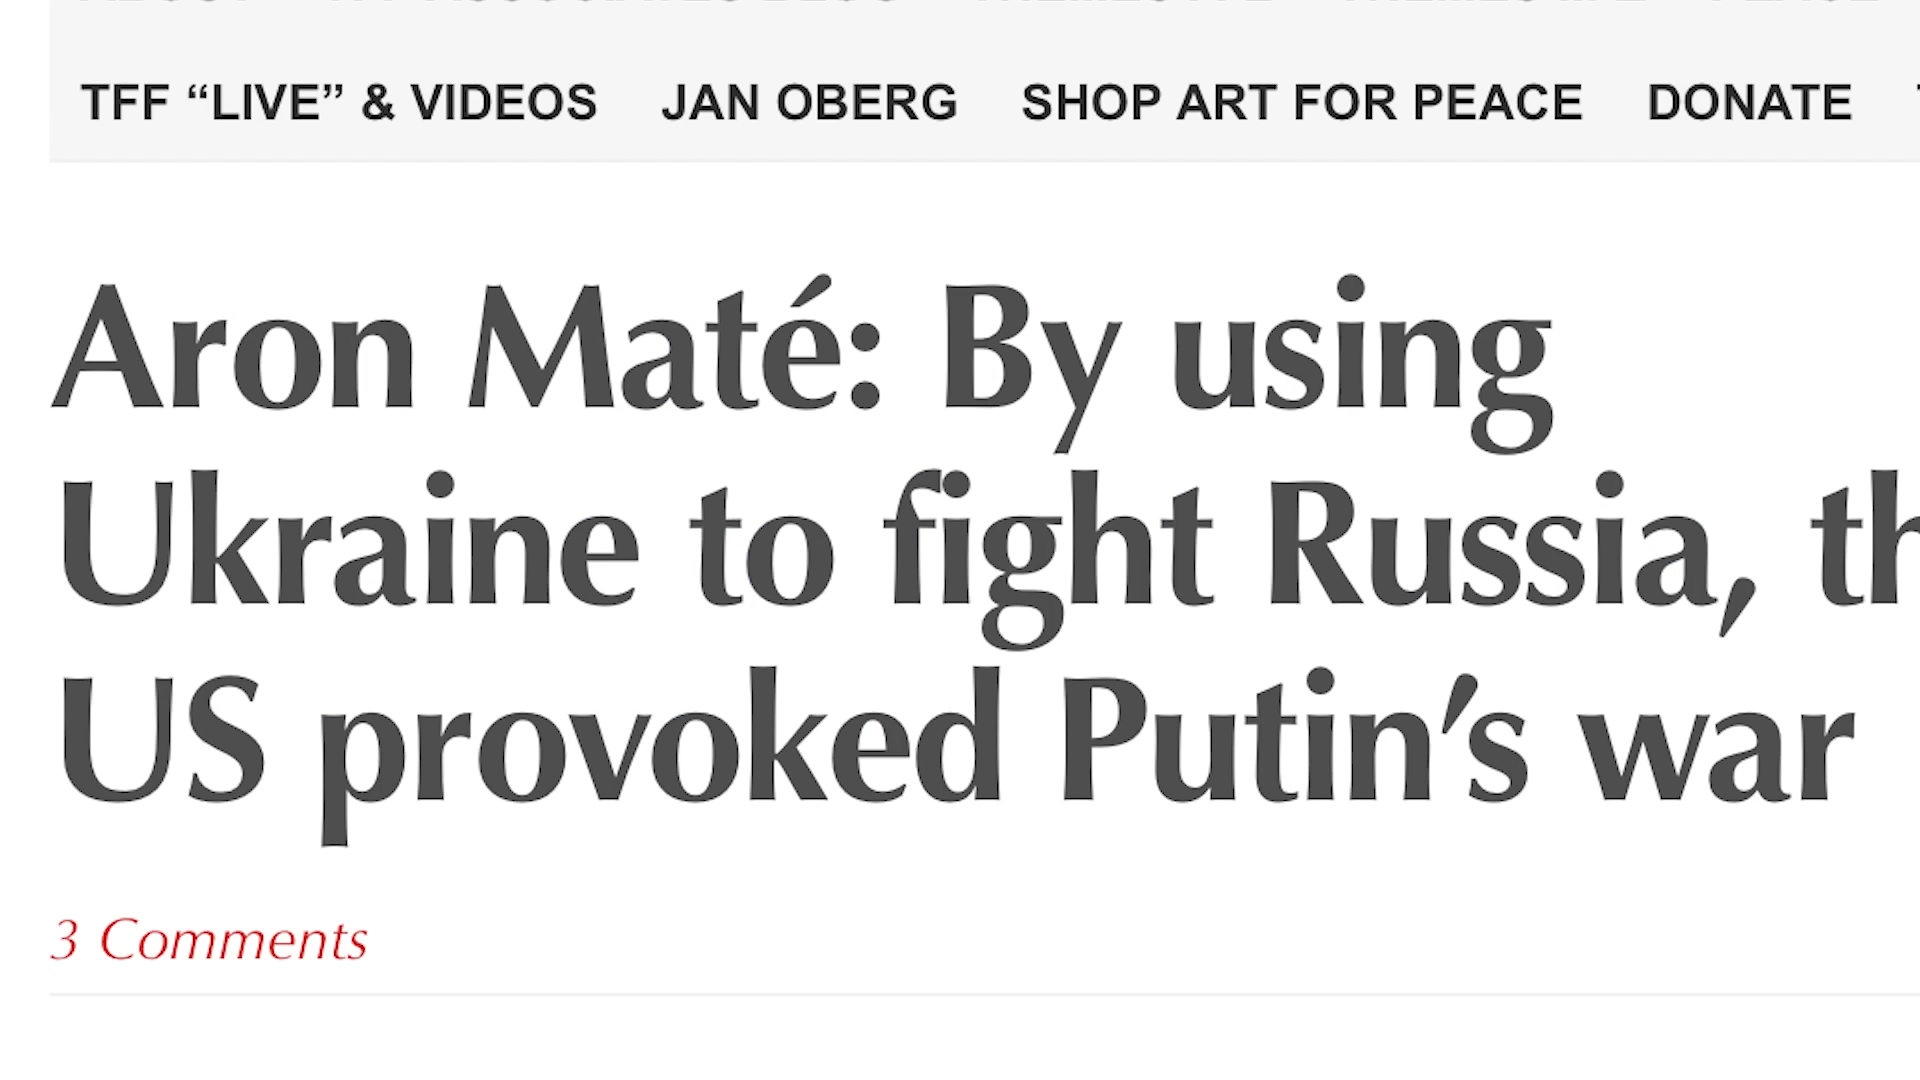 TFF “LIVE” & VIDEOS JAN OBERG SHOP ART FOR PEACE DONATE
Aron Maté: By using
Ukraine to fight Russia, th
US provoked Putin’s war
3 Comments